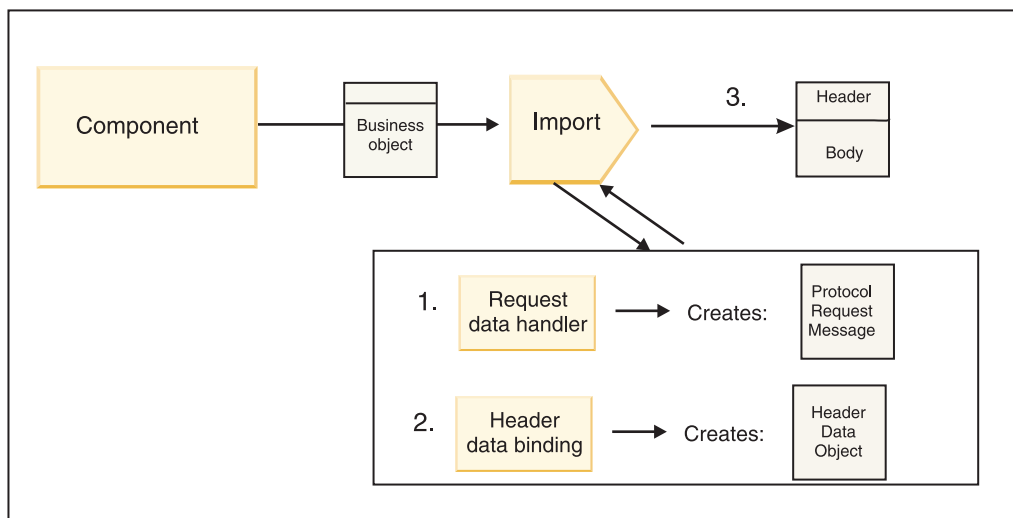 Component
Business
object
Import
3.
Header
Body
1.
Request
data handler
Creates:
Protocol
Request
Message
2.
Header
data binding
Creates:
Header
Data
Object